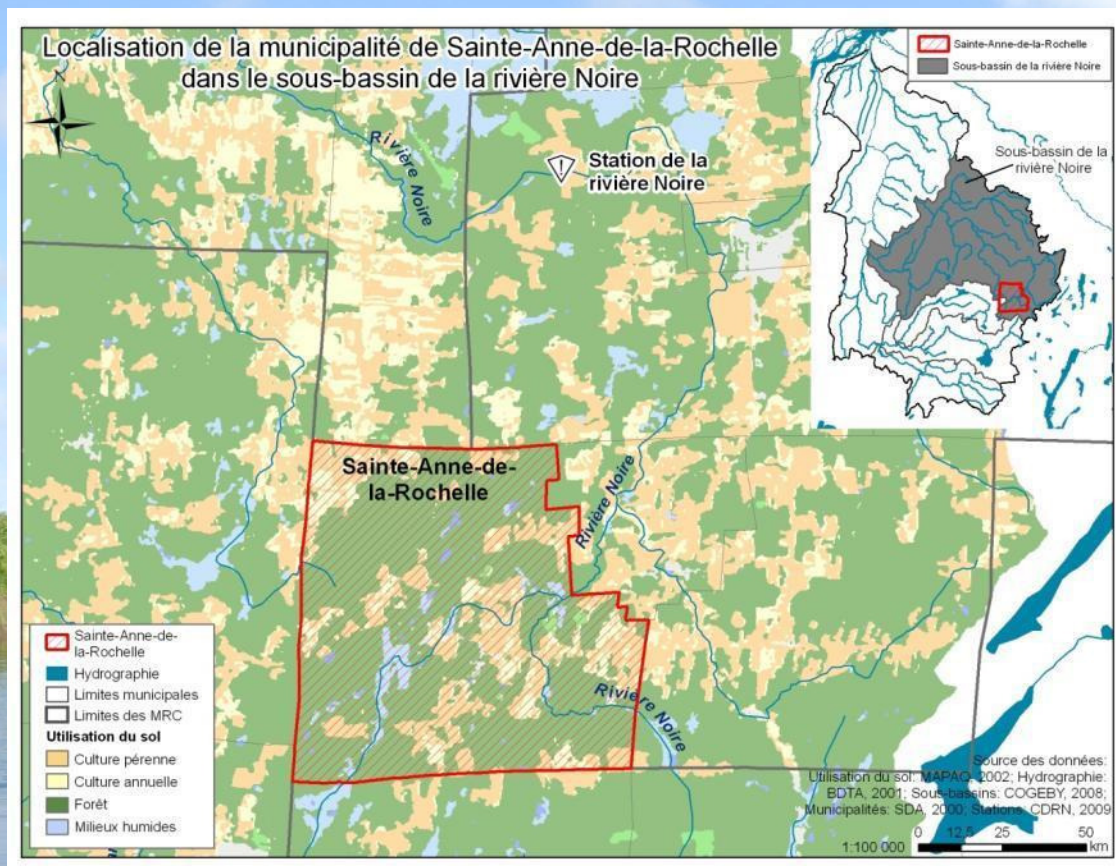 Localisation de la municipalité de Sainte-Anne-de-la-Rochelle
dans le sous-bassin de la rivière Noire
Sainte-Anne-de-la-Rochelle
Sous-bassin de la rivière Noire
Sous-bassin de la
rivière Noire
N
Rivière Noire
Station de la
rivière Noire
Sainte-Anne-de-
la-Rochelle
Rivière Noire
Rivière Noire
Sainte-Anne-de-
la-Rochelle
Hydrographie
Limites municipales
Limites des MRC
Utilisation du sol
Culture pérenne
Culture annuelle
Forêt
Milieux humides
Source des données:
Utilisation du sol: MAPAQ, 2002; Hydrographie:
BDTA, 2001; Sous-bassins: COGEBY, 2008;
Municipalités: SDA, 2000; Stations: CDRN, 2009
0 12,5 25 50
1:100 000 km